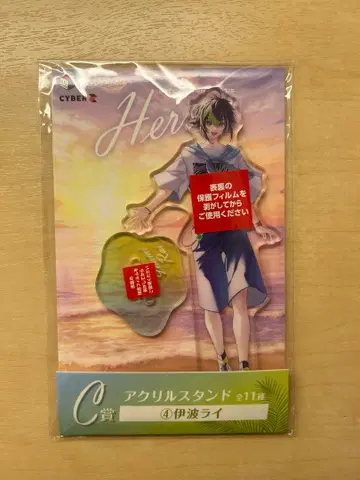 CYBER Z
Her
表面の
保護フィルムを
剥がしてから
ご使用ください
C賞
アクリルスタンド 全11種
④伊波ライ